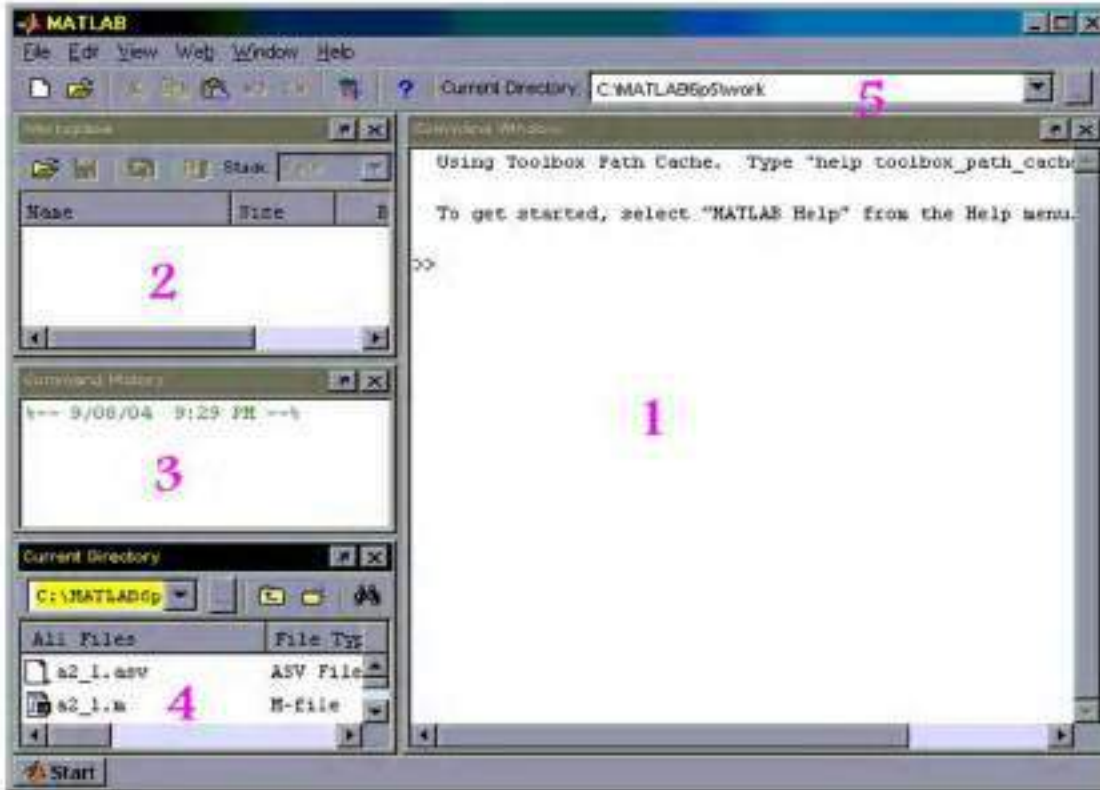 MATLAB
File Edit View Web Window Help
? Current Directory: C:\MATLAB6p5\work
5
Workspace
Stack:
Name Size B
2
Command History
%-- 9/08/04 9:29 PM --%
3
Current Directory
C:\MATLAB6p
All Files File Typ
a2_1.asv ASV File
a2_1.m M-file
4
Command Window
Using Toolbox Path Cache. Type "help toolbox_path_cache
To get started, select "MATLAB Help" from the Help menu.
>>
1
Start